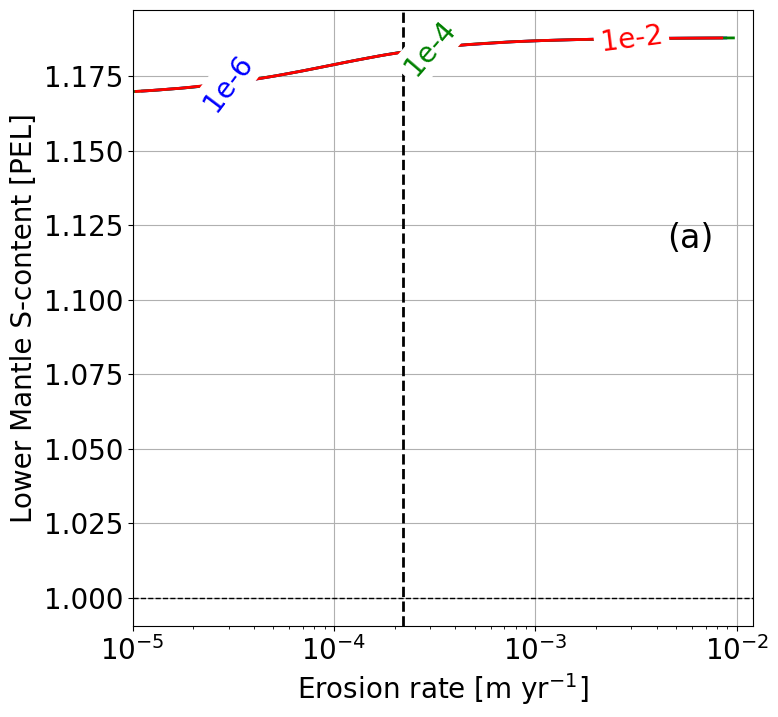 Lower Mantle S-content [PEL]
1.175
1.150
1.125
1.100
1.075
1.050
1.025
1.000
1e-6
1e-4
1e-2
(a)
10⁻⁵
10⁻⁴
10⁻³
10⁻²
Erosion rate [m yr⁻¹]